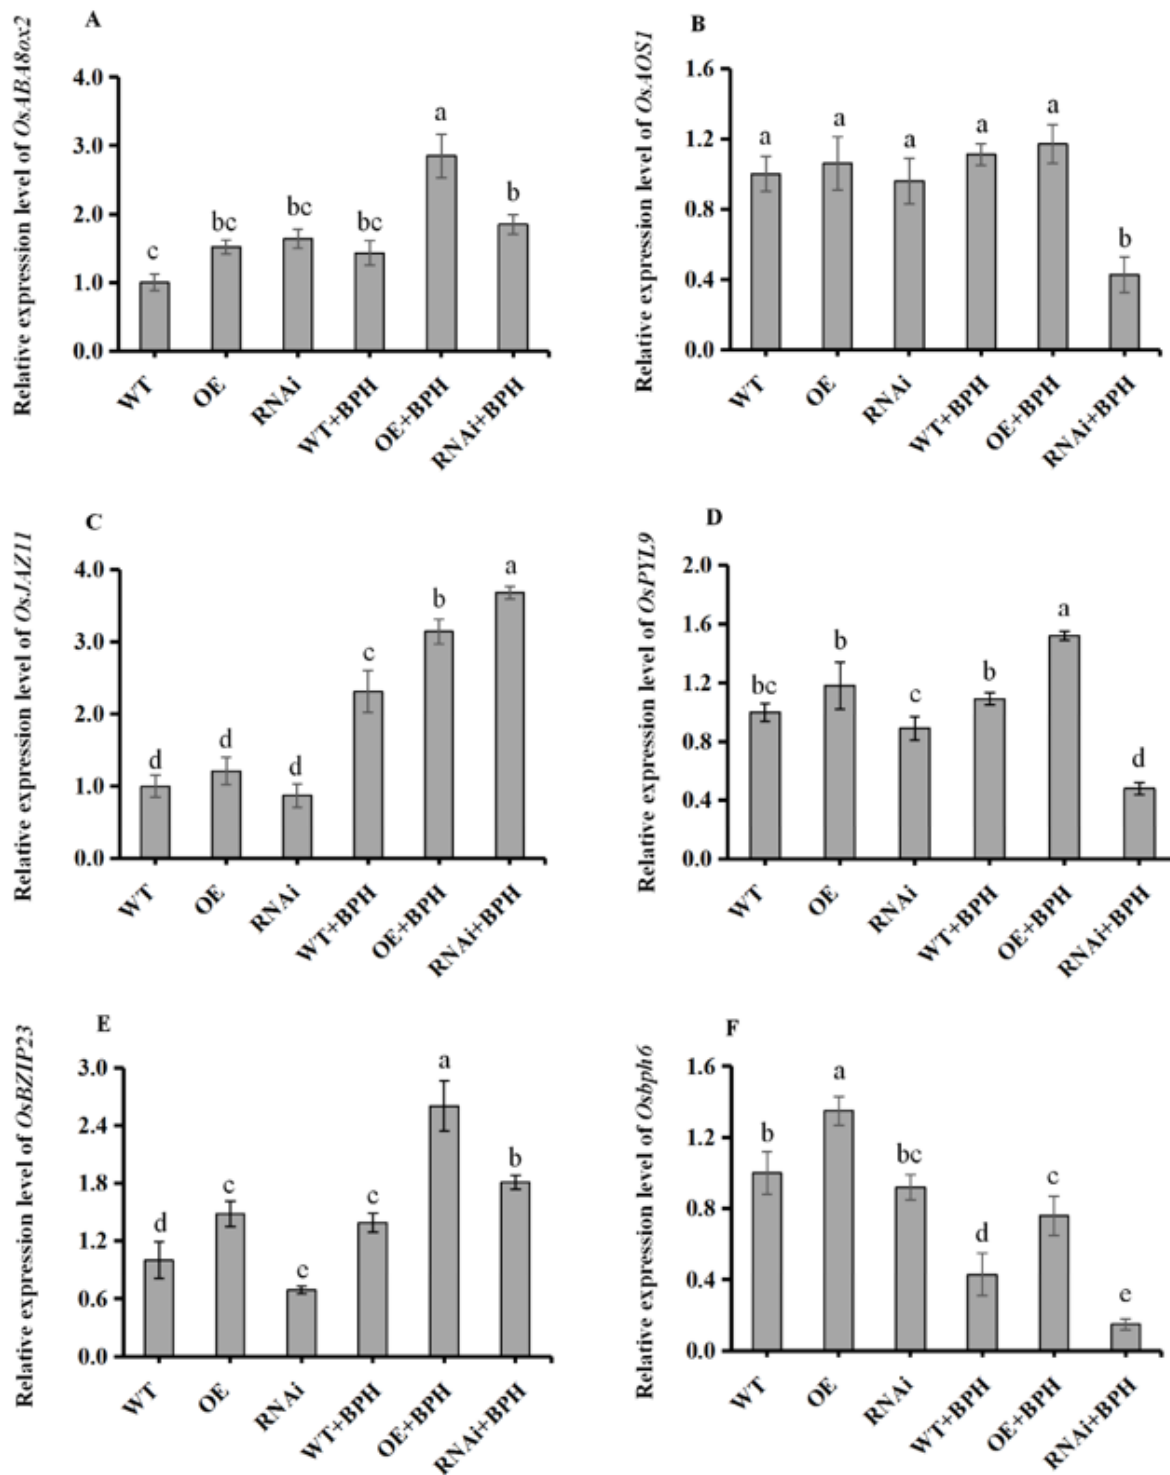 A
Relative expression level of OsABA8ox2
4.0
3.0
2.0
1.0
0.0
c
bc
bc
bc
a
b
WT
OE
RNAi
WT+BPH
OE+BPH
RNAi+BPH
B
Relative expression level of OsAOS1
1.6
1.2
0.8
0.4
0.0
a
a
a
a
a
b
WT
OE
RNAi
WT+BPH
OE+BPH
RNAi+BPH
C
Relative expression level of OsJAZ11
4.0
3.0
2.0
1.0
0.0
d
d
d
c
b
a
WT
OE
RNAi
WT+BPH
OE+BPH
RNAi+BPH
D
Relative expression level of OsPYL9
2.0
1.6
1.2
0.8
0.4
0.0
bc
b
c
b
a
d
WT
OE
RNAi
WT+BPH
OE+BPH
RNAi+BPH
E
Relative expression level of OsBZIP23
3.0
2.4
1.8
1.2
0.6
0.0
d
c
e
c
a
b
WT
OE
RNAi
WT+BPH
OE+BPH
RNAi+BPH
F
Relative expression level of Osbph6
1.6
1.2
0.8
0.4
0.0
b
a
bc
d
c
e
WT
OE
RNAi
WT+BPH
OE+BPH
RNAi+BPH